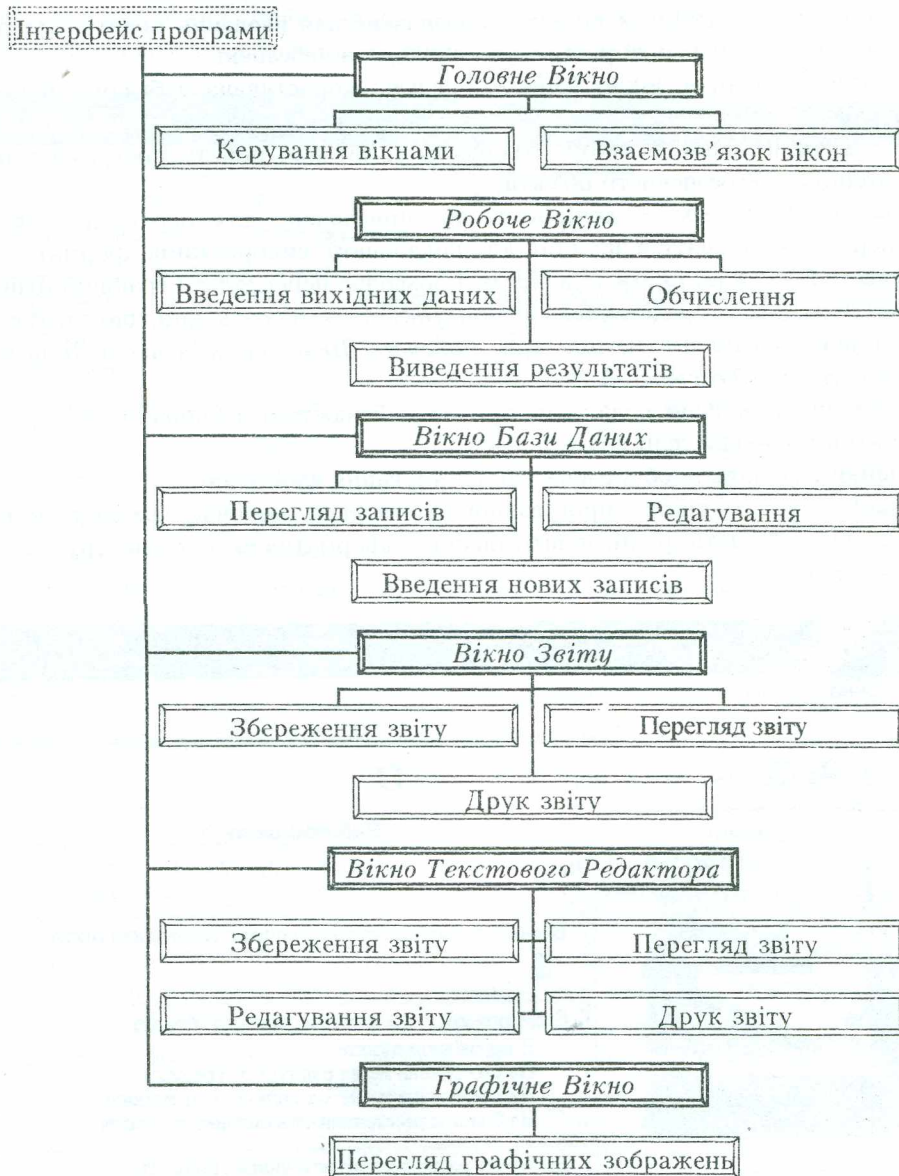 Інтерфейс програми
Головне Вікно
Керування вікнами
Взаємозв'язок вікон
Робоче Вікно
Введення вихідних даних
Обчислення
Виведення результатів
Вікно Бази Даних
Перегляд записів
Редагування
Введення нових записів
Вікно Звіту
Збереження звіту
Перегляд звіту
Друк звіту
Вікно Текстового Редактора
Збереження звіту
Перегляд звіту
Редагування звіту
Друк звіту
Графічне Вікно
Перегляд графічних зображень